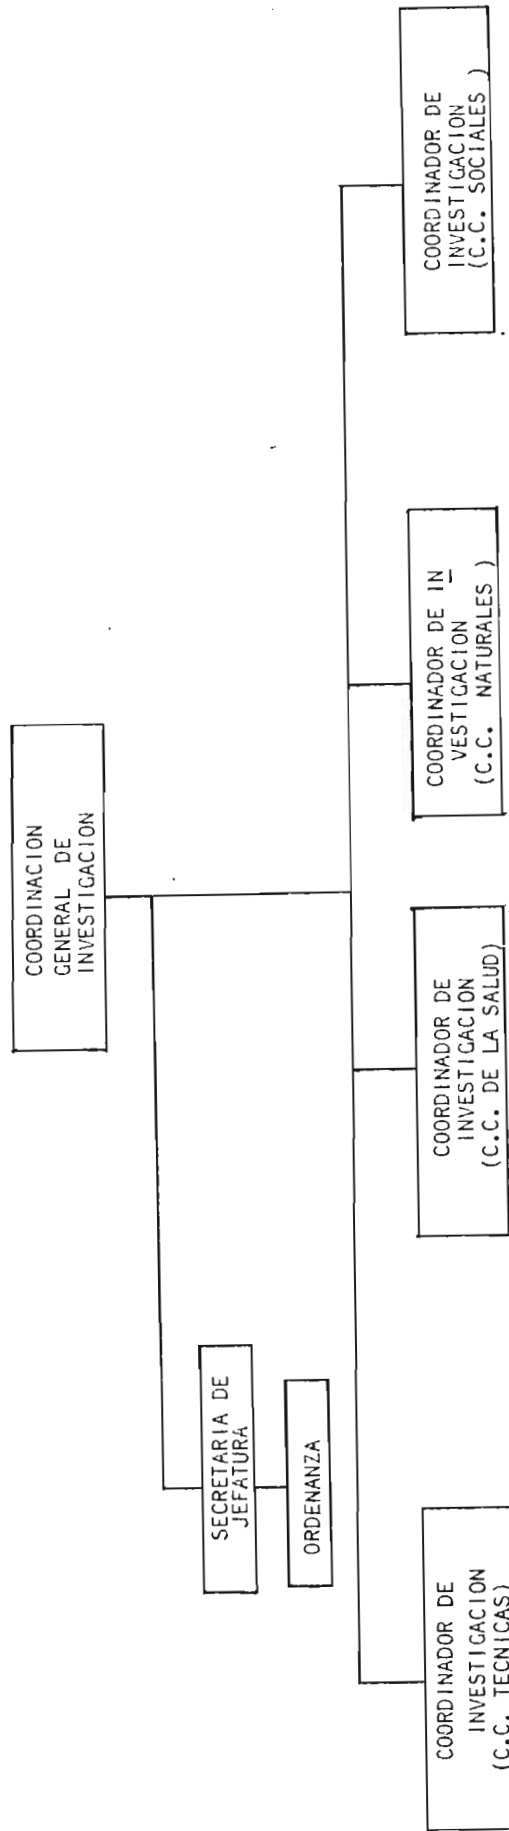 COORDINACION
GENERAL DE
INVESTIGACION
SECRETARIA DE
JEFATURA
ORDENANZA
COORDINADOR DE
INVESTIGACION
(C.C. TECNICAS)
COORDINADOR DE
INVESTIGACION
(C.C. DE LA SALUD)
COORDINADOR DE IN
VESTIGACION
(C.C. NATURALES )
COORDINADOR DE
INVESTIGACION
(C.C. SOCIALES )